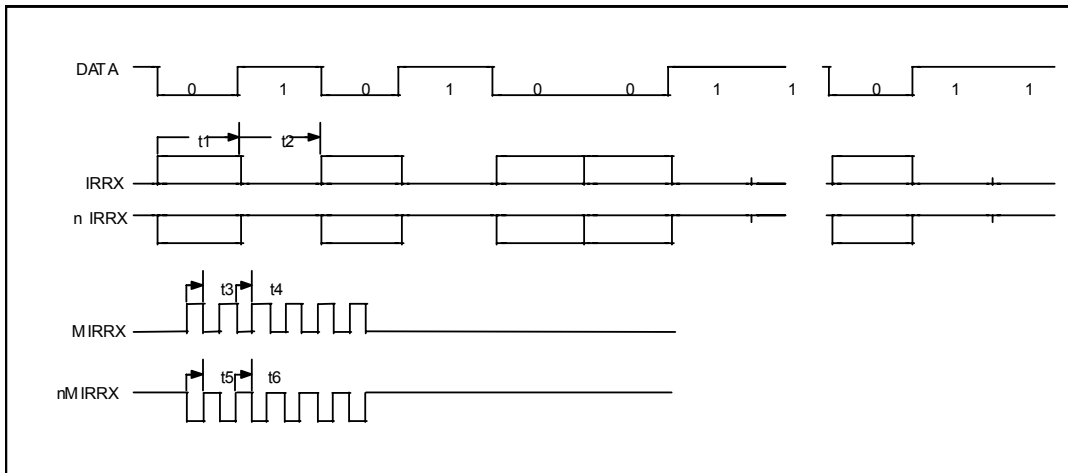 DATA
0 1 0 1 0 0 1 1 0 1 1
t1 t2
IRRX
n IRRX
t3 t4
MIRRX
t5 t6
nMIRRX